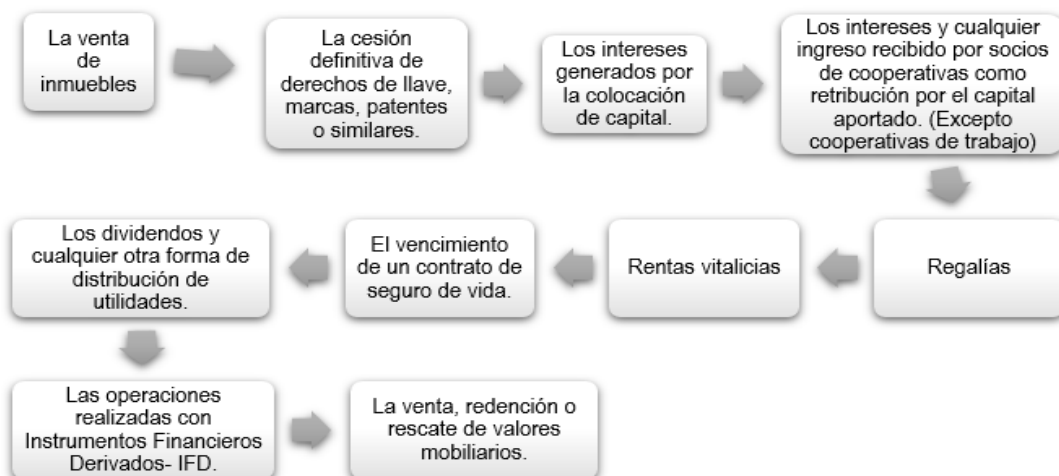 La venta
de
inmuebles
La cesión
definitiva de
derechos de llave,
marcas, patentes
o similares.
Los intereses
generados por
la colocación
de capital.
Los intereses y cualquier
ingreso recibido por socios
de cooperativas como
retribución por el capital
aportado. (Excepto
cooperativas de trabajo)
Regalías
Rentas vitalicias
El vencimiento
de un contrato de
seguro de vida.
Los dividendos y
cualquier otra forma de
distribución de
utilidades.
Las operaciones
realizadas con
Instrumentos Financieros
Derivados- IFD.
La venta, redención o
rescate de valores
mobiliarios.